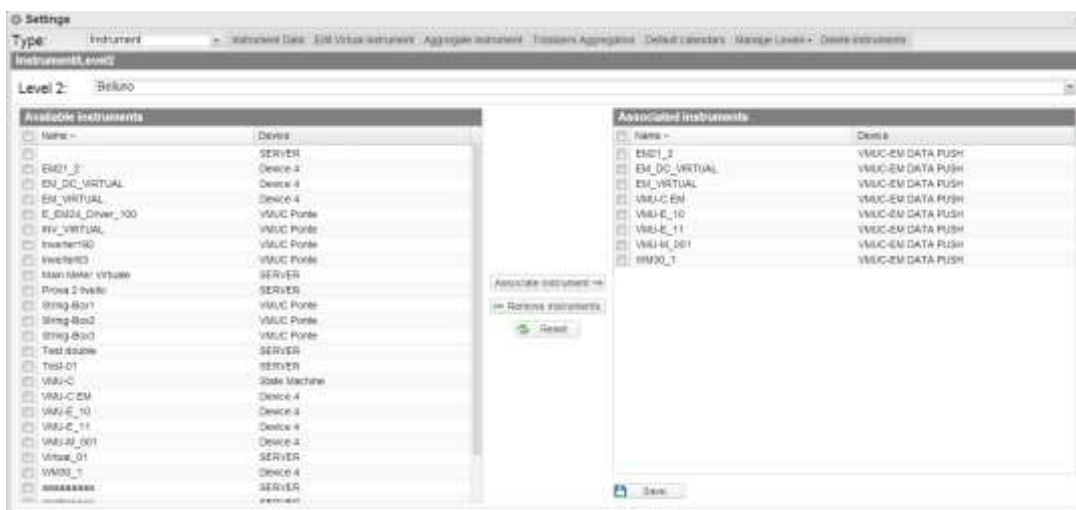 Settings
Type: Instrument Instrument Data Edit Virtual Instrument Aggregate Instrument Totalizers Aggregation Default calendars Manage Levels Delete Instruments
Instrument/Level2/
Level 2: Belluno
Available instruments
Name Device
SERVER
EM21_2 Device 4
EM_DC_VIRTUAL Device 4
EM_VIRTUAL Device 4
E_EM24_Driver_100 VMUC Ponte
INV_VIRTUAL VMUC Ponte
VMUC Ponte
VMUC Ponte
Main Meter Virtuale SERVER
Prova 2 livello SERVER
String-Box1 VMUC Ponte
String-Box2 VMUC Ponte
String-Box3 VMUC Ponte
Test double SERVER
Test-01 SERVER
VMU-C State Machine
VMU-C EM Device 4
VMU-E_10 Device 4
VMU-E_11 Device 4
VMU-M_001 Device 4
Virtual_01 SERVER
WM30_1 Device 4
SERVER
Associate instrument
Remove instruments
Reset
Associated instruments
Name Device
EM21_2 VMUC-EM DATA PUSH
EM_DC_VIRTUAL VMUC-EM DATA PUSH
EM_VIRTUAL VMUC-EM DATA PUSH
VMU-C EM VMUC-EM DATA PUSH
VMU-E_10 VMUC-EM DATA PUSH
VMU-E_11 VMUC-EM DATA PUSH
VMU-M_001 VMUC-EM DATA PUSH
WM30_1 VMUC-EM DATA PUSH
Save